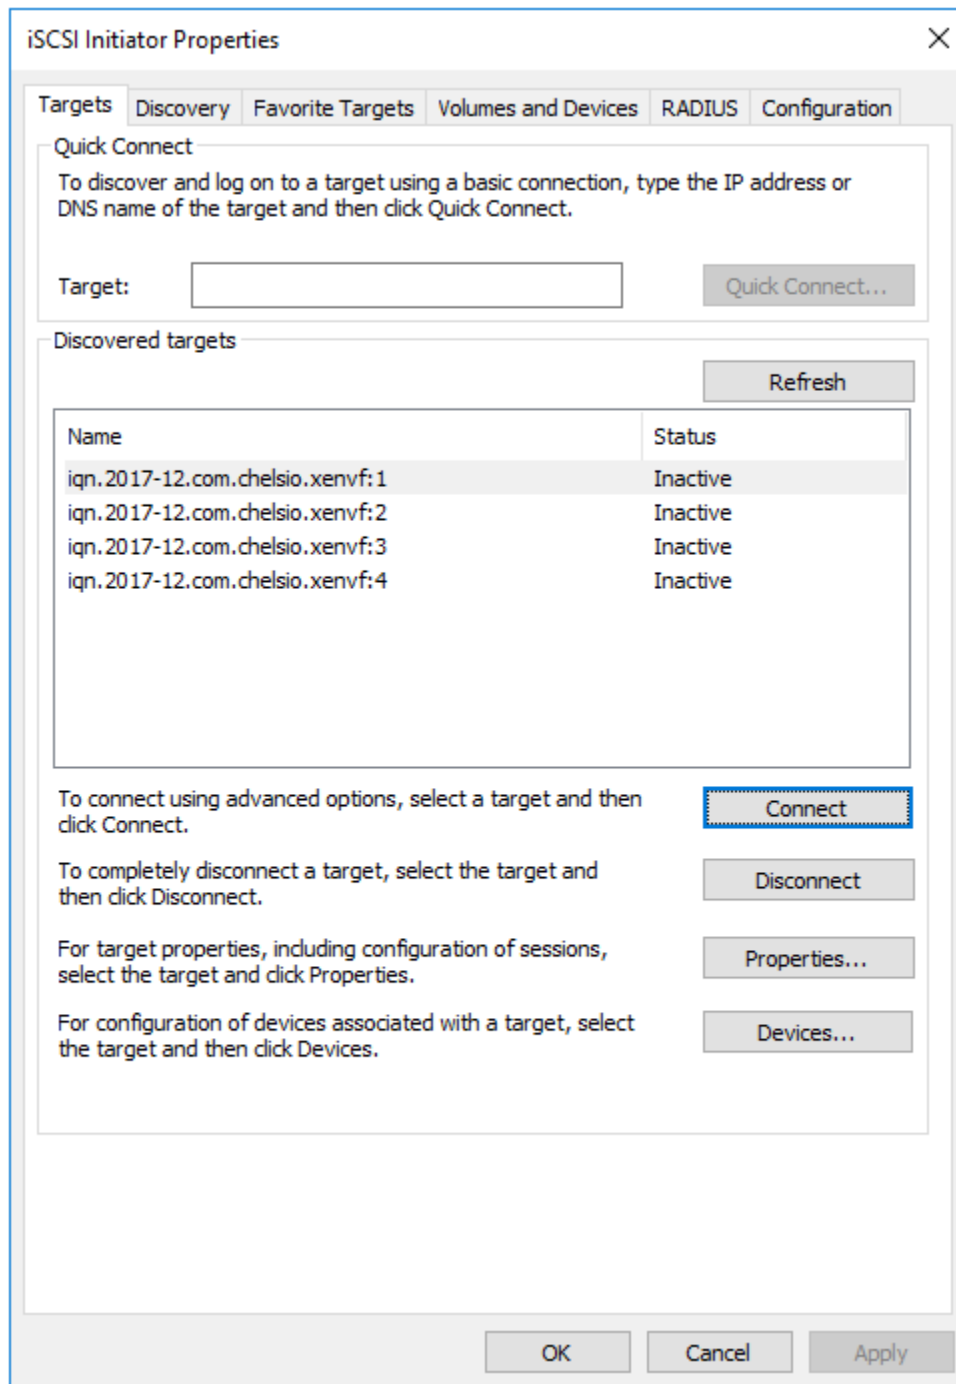 iSCSI Initiator Properties
Targets Discovery Favorite Targets Volumes and Devices RADIUS Configuration
Quick Connect
To discover and log on to a target using a basic connection, type the IP address or
DNS name of the target and then click Quick Connect.
Target: Quick Connect...
Discovered targets
Refresh
Name Status
iqn.2017-12.com.chelsio.xenvf:1 Inactive
iqn.2017-12.com.chelsio.xenvf:2 Inactive
iqn.2017-12.com.chelsio.xenvf:3 Inactive
iqn.2017-12.com.chelsio.xenvf:4 Inactive
To connect using advanced options, select a target and then
click Connect.
Connect
To completely disconnect a target, select the target and
then click Disconnect.
Disconnect
For target properties, including configuration of sessions,
select the target and click Properties.
Properties...
For configuration of devices associated with a target, select
the target and then click Devices.
Devices...
OK Cancel Apply